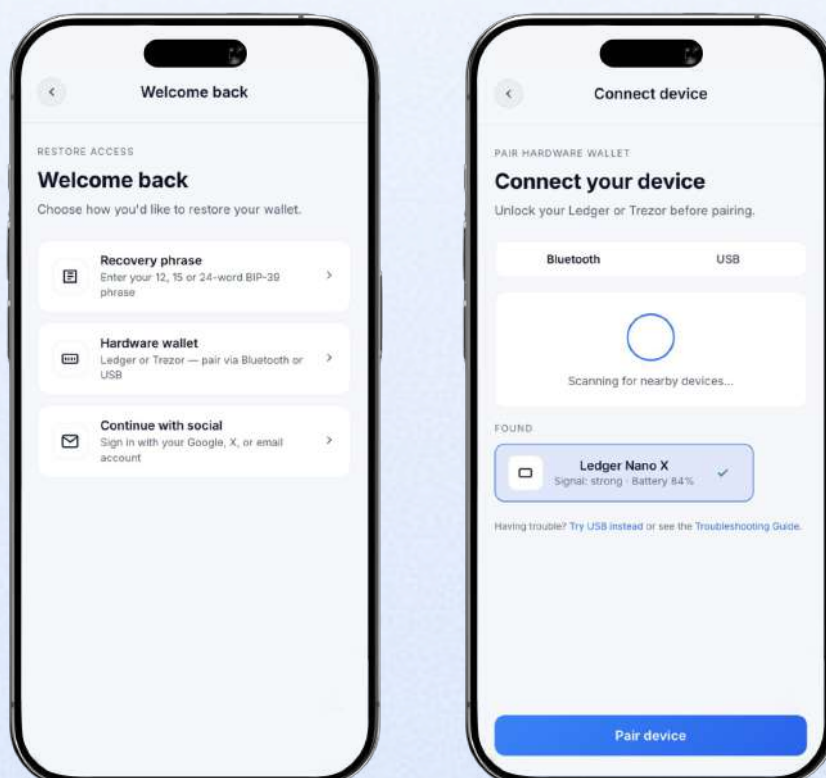 Welcome back
RESTORE ACCESS
Welcome back
Choose how you'd like to restore your wallet.
Recovery phrase
Enter your 12, 15 or 24-word BIP-39
phrase
Hardware wallet
Ledger or Trezor — pair via Bluetooth or
USB
Continue with social
Sign in with your Google, X, or email
account
Connect device
PAIR HARDWARE WALLET
Connect your device
Unlock your Ledger or Trezor before pairing.
Bluetooth
USB
Scanning for nearby devices...
FOUND
Ledger Nano X
Signal: strong · Battery 84%
Having trouble? Try USB instead or see the Troubleshooting Guide.
Pair device